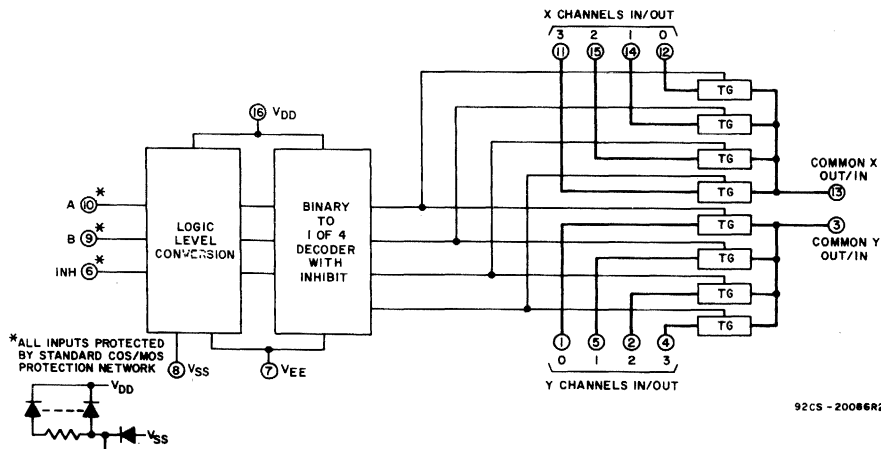 X CHANNELS IN/OUT
3 2 1 0
11 15 14 12
TG
TG
TG
TG
COMMON X
OUT/IN
13
16 VDD
A 10 *
B 9 *
INH 6 *
LOGIC
LEVEL
CONVERSION
BINARY
TO
1 OF 4
DECODER
WITH
INHIBIT
TG
TG
TG
TG
3
COMMON Y
OUT/IN
8 VSS
7 VEE
1 5 2 4
0 1 2 3
Y CHANNELS IN/OUT
*ALL INPUTS PROTECTED
BY STANDARD COS/MOS
PROTECTION NETWORK
VDD
VSS
92CS-20086R2